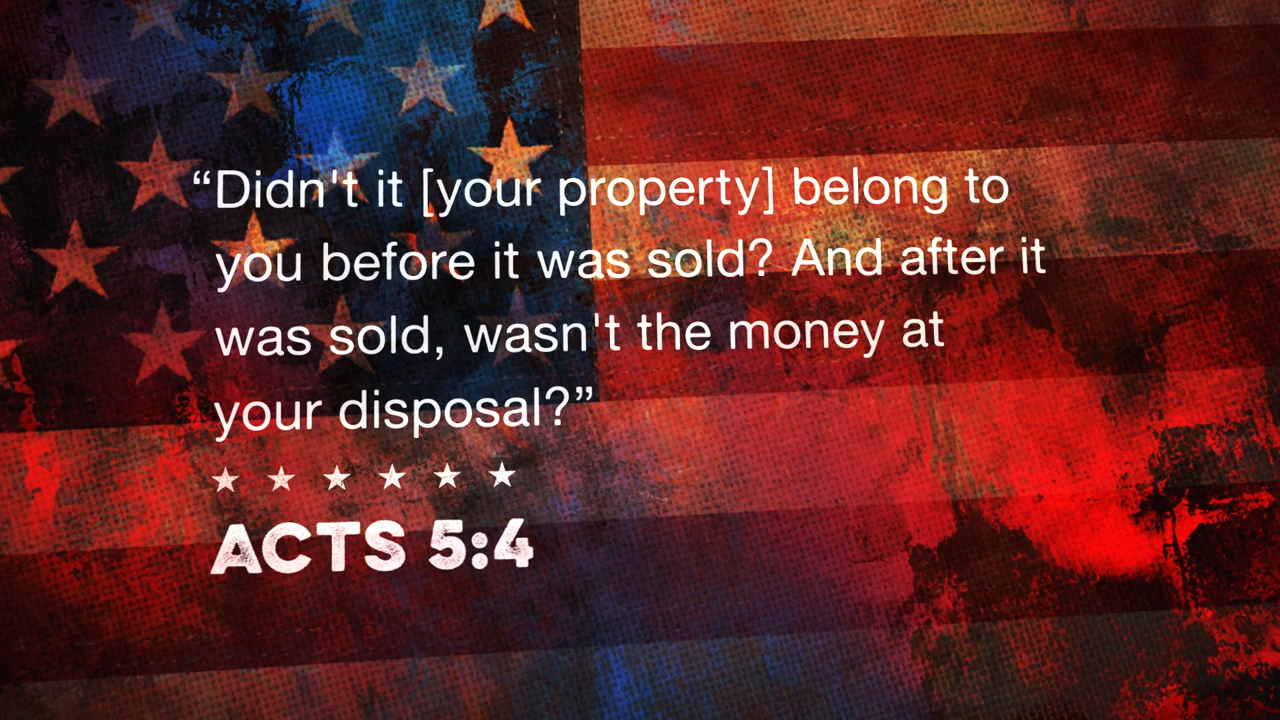 “Didn't it [your property] belong to
you before it was sold? And after it
was sold, wasn't the money at
your disposal?”
ACTS 5:4